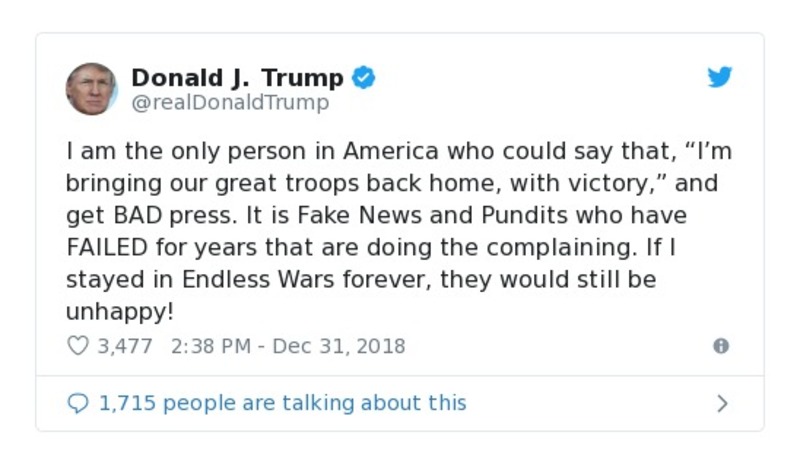 Donald J. Trump
@realDonaldTrump
I am the only person in America who could say that, “I’m
bringing our great troops back home, with victory,” and
get BAD press. It is Fake News and Pundits who have
FAILED for years that are doing the complaining. If I
stayed in Endless Wars forever, they would still be
unhappy!
3,477 2:38 PM - Dec 31, 2018
1,715 people are talking about this